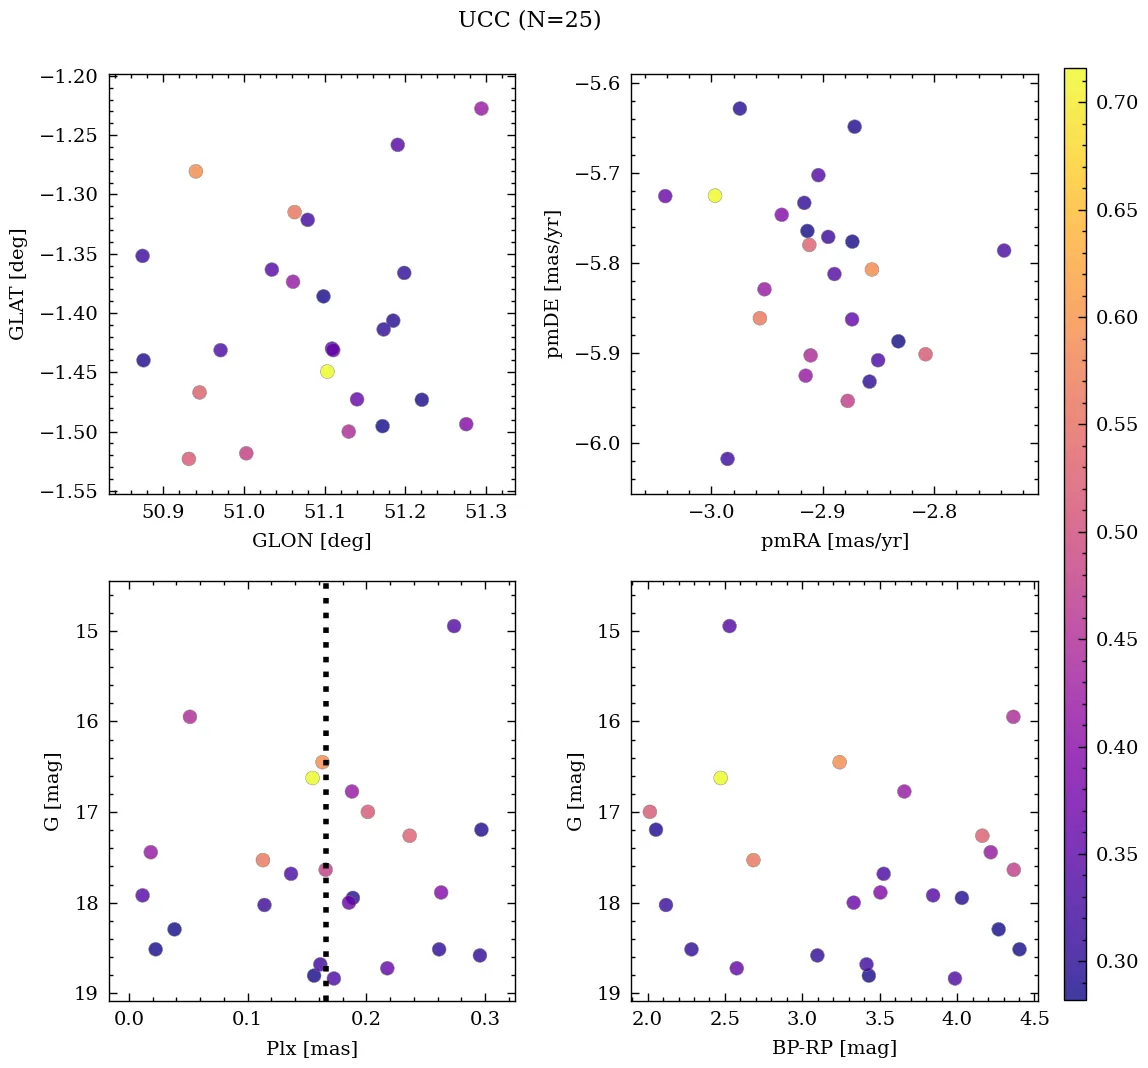 UCC (N=25)
−1.20
−1.25
−1.30
−1.35
−1.40
−1.45
−1.50
−1.55
GLAT [deg]
50.9 51.0 51.1 51.2 51.3
GLON [deg]
−5.6
−5.7
−5.8
−5.9
−6.0
pmDE [mas/yr]
−3.0 −2.9 −2.8
pmRA [mas/yr]
15
16
17
18
19
G [mag]
0.0 0.1 0.2 0.3
Plx [mas]
15
16
17
18
19
G [mag]
2.0 2.5 3.0 3.5 4.0 4.5
BP-RP [mag]
0.70
0.65
0.60
0.55
0.50
0.45
0.40
0.35
0.30